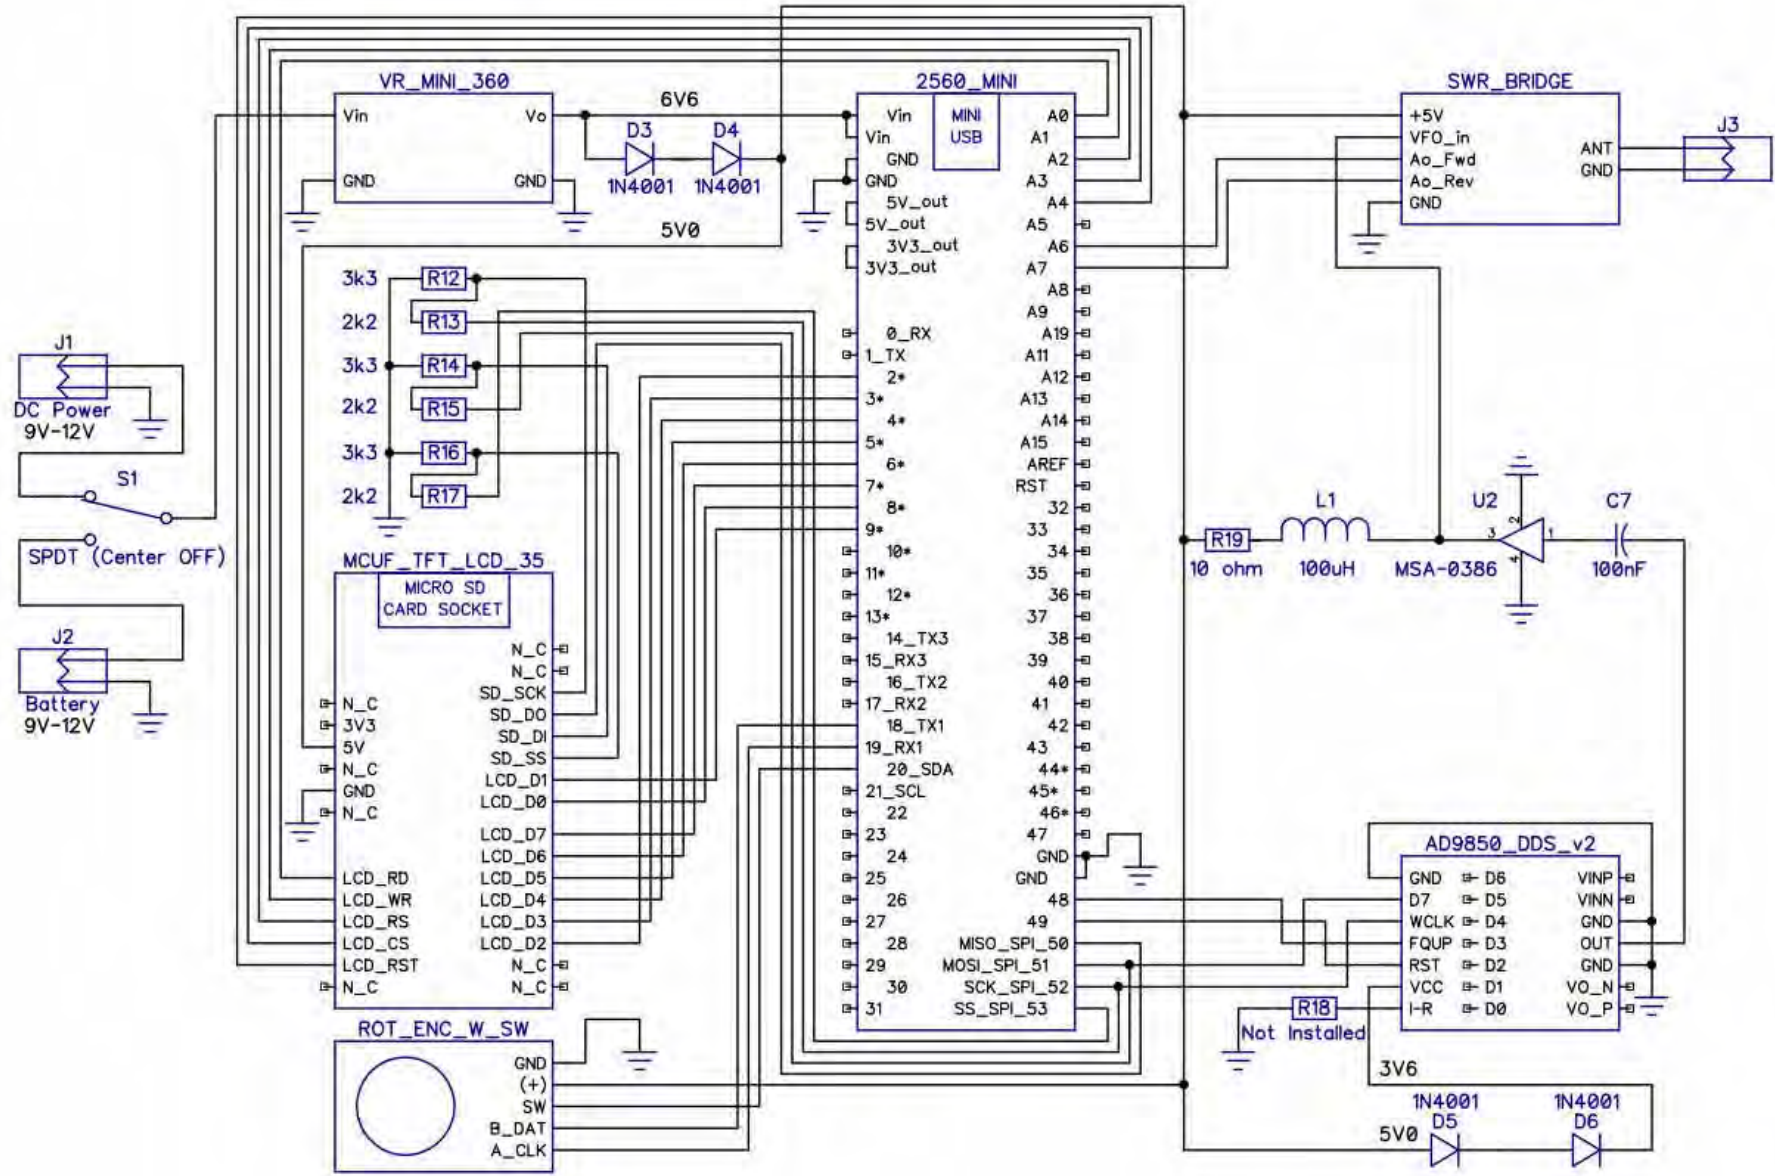 VR_MINI_360
Vin
Vo
GND
GND
6V6
D3
D4
1N4001
1N4001
5V0
2560_MINI
MINI
USB
Vin
Vin
GND
GND
5V_out
5V_out
3V3_out
3V3_out
0_RX
1_TX
2*
3*
4*
5*
6*
7*
8*
9*
10*
11*
12*
13*
14_TX3
15_RX3
16_TX2
17_RX2
18_TX1
19_RX1
20_SDA
21_SCL
22
23
24
25
26
27
28
29
30
31
A0
A1
A2
A3
A4
A5
A6
A7
A8
A9
A19
A11
A12
A13
A14
A15
AREF
RST
32
33
34
35
36
37
38
39
40
41
42
43
44*
45*
46*
47
GND
GND
48
49
MISO_SPI_50
MOSI_SPI_51
SCK_SPI_52
SS_SPI_53
SWR_BRIDGE
+5V
VFO_in
Ao_Fwd
Ao_Rev
GND
ANT
GND
J3
3k3
R12
2k2
R13
3k3
R14
2k2
R15
3k3
R16
2k2
R17
J1
DC Power
9V-12V
S1
SPDT (Center OFF)
J2
Battery
9V-12V
MCUF_TFT_LCD_35
MICRO SD
CARD SOCKET
N_C
3V3
5V
N_C
GND
N_C
LCD_RD
LCD_WR
LCD_RS
LCD_CS
LCD_RST
N_C
N_C
N_C
SD_SCK
SD_DO
SD_DI
SD_SS
LCD_D1
LCD_D0
LCD_D7
LCD_D6
LCD_D5
LCD_D4
LCD_D3
LCD_D2
N_C
N_C
ROT_ENC_W_SW
GND
(+)
SW
B_DAT
A_CLK
R19
10 ohm
L1
100uH
U2
1
2
3
4
MSA-0386
C7
100nF
AD9850_DDS_v2
GND
D7
WCLK
FQUP
RST
VCC
I-R
D6
D5
D4
D3
D2
D1
D0
VINP
VINN
GND
OUT
GND
VO_N
VO_P
R18
Not Installed
3V6
1N4001
D5
1N4001
D6
5V0